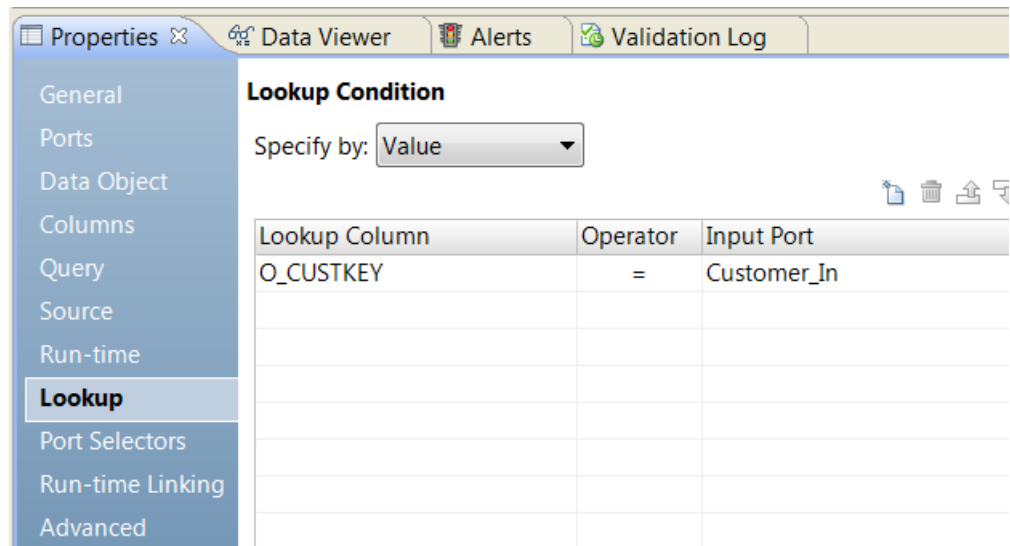 Properties Data Viewer Alerts Validation Log
General
Ports
Data Object
Columns
Query
Source
Run-time
Lookup
Port Selectors
Run-time Linking
Advanced
Lookup Condition
Specify by: Value
Lookup Column Operator Input Port
O_CUSTKEY = Customer_In